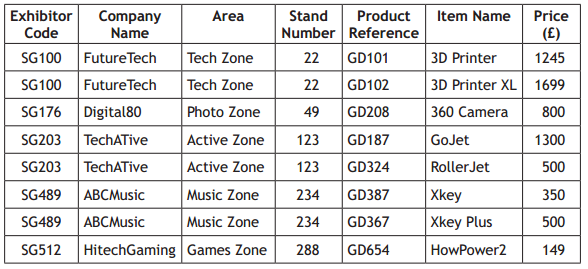 Exhibitor Code Company Name Area Stand Number Product Reference Item Name Price (£)
SG100 FutureTech Tech Zone 22 GD101 3D Printer 1245
SG100 FutureTech Tech Zone 22 GD102 3D Printer XL 1699
SG176 Digital80 Photo Zone 49 GD208 360 Camera 800
SG203 TechATive Active Zone 123 GD187 GoJet 1300
SG203 TechATive Active Zone 123 GD324 RollerJet 500
SG489 ABCMusic Music Zone 234 GD387 Xkey 350
SG489 ABCMusic Music Zone 234 GD367 Xkey Plus 500
SG512 HitechGaming Games Zone 288 GD654 HowPower2 149